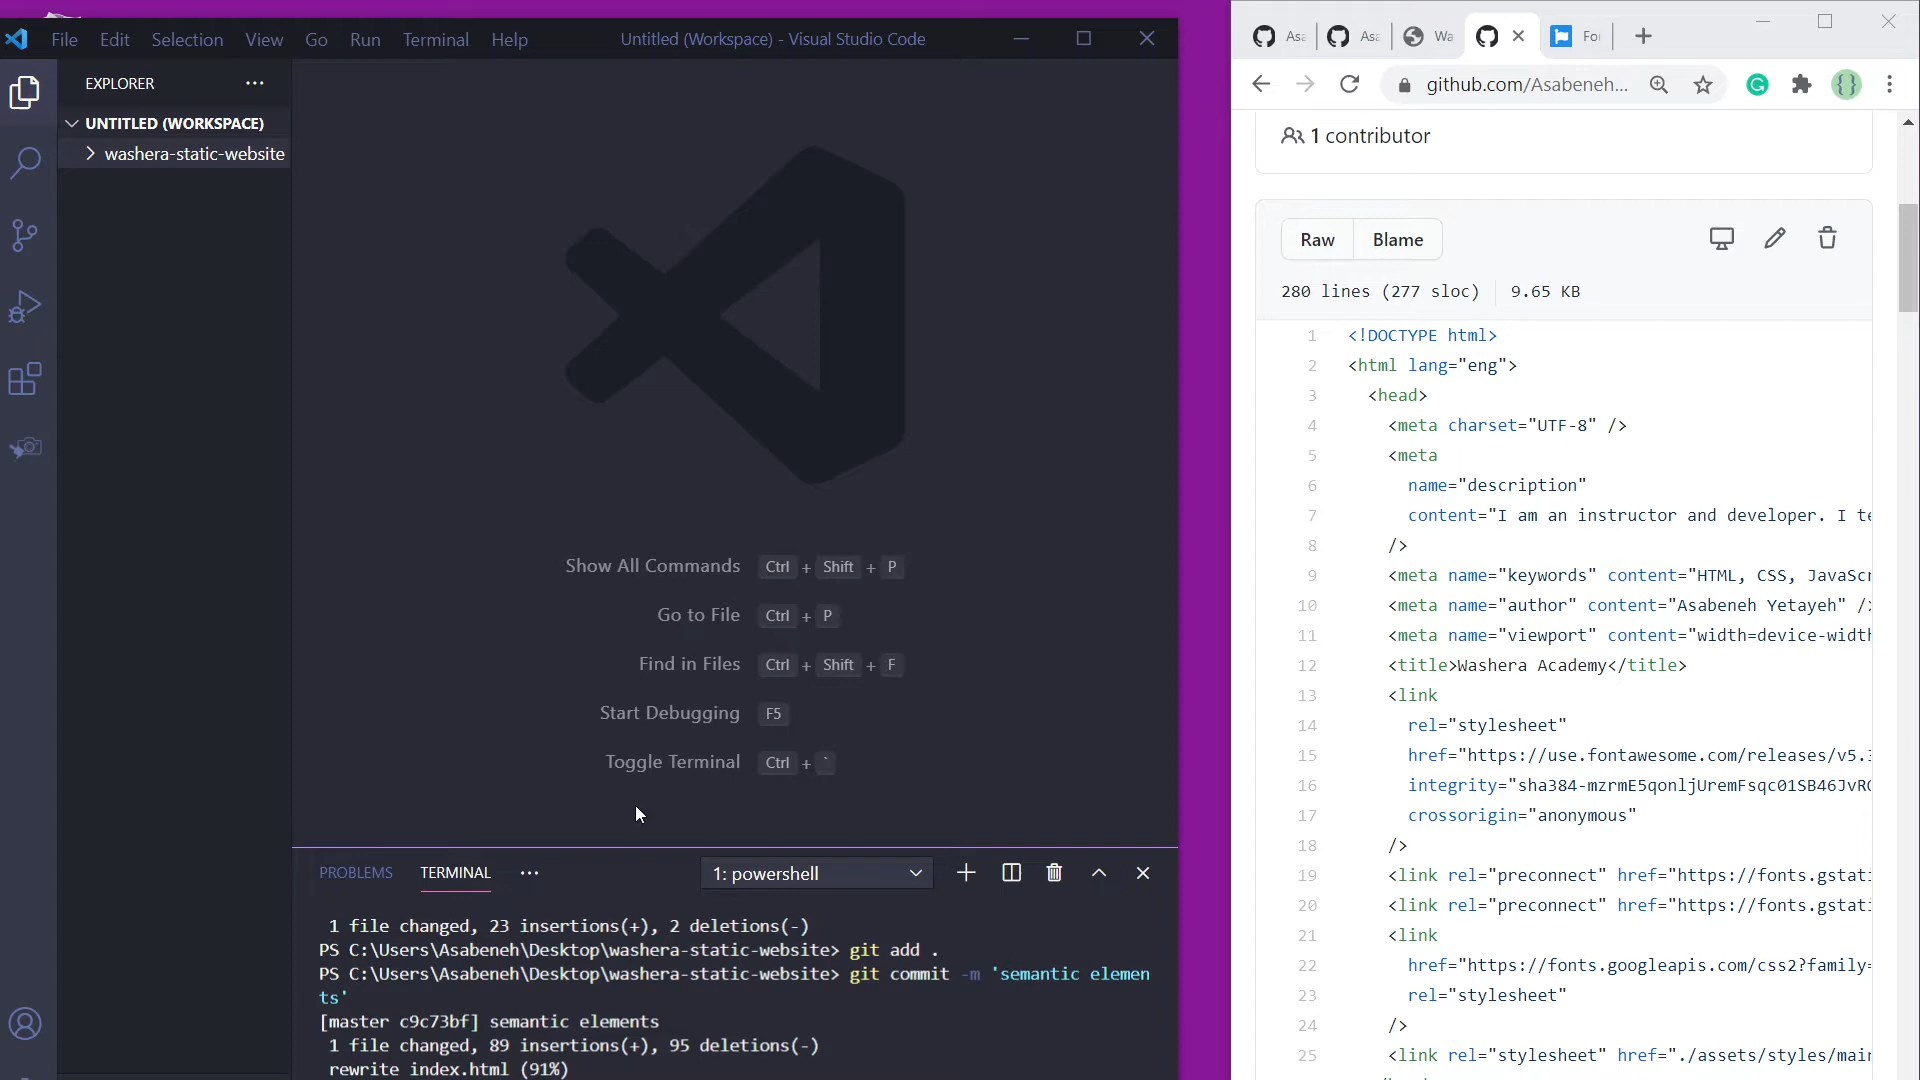 File Edit Selection View Go Run Terminal Help
Untitled (Workspace) - Visual Studio Code
EXPLORER
UNTITLED (WORKSPACE)
washera-static-website
Show All Commands Ctrl + Shift + P
Go to File Ctrl + P
Find in Files Ctrl + Shift + F
Start Debugging F5
Toggle Terminal Ctrl + `
PROBLEMS TERMINAL 1: powershell
1 file changed, 23 insertions(+), 2 deletions(-)
PS C:\Users\Asabeneh\Desktop\washera-static-website> git add .
PS C:\Users\Asabeneh\Desktop\washera-static-website> git commit -m 'semantic elemen
ts'
[master c9c73bf] semantic elements
1 file changed, 89 insertions(+), 95 deletions(-)
rewrite index.html (91%)
Asa Asa Wa Fo
github.com/Asabeneh...
1 contributor
Raw Blame
280 lines (277 sloc) 9.65 KB
1 <!DOCTYPE html>
2 <html lang="eng">
3 <head>
4 <meta charset="UTF-8" />
5 <meta
6 name="description"
7 content="I am an instructor and developer. I te
8 />
9 <meta name="keywords" content="HTML, CSS, JavaScr
10 <meta name="author" content="Asabeneh Yetayeh" />
11 <meta name="viewport" content="width=device-width
12 <title>Washera Academy</title>
13 <link
14 rel="stylesheet"
15 href="https://use.fontawesome.com/releases/v5.
16 integrity="sha384-mzrmE5qonljUremFsqc01SB46JvRO
17 crossorigin="anonymous"
18 />
19 <link rel="preconnect" href="https://fonts.gstati
20 <link rel="preconnect" href="https://fonts.gstati
21 <link
22 href="https://fonts.googleapis.com/css2?family=
23 rel="stylesheet"
24 />
25 <link rel="stylesheet" href="./assets/styles/mai